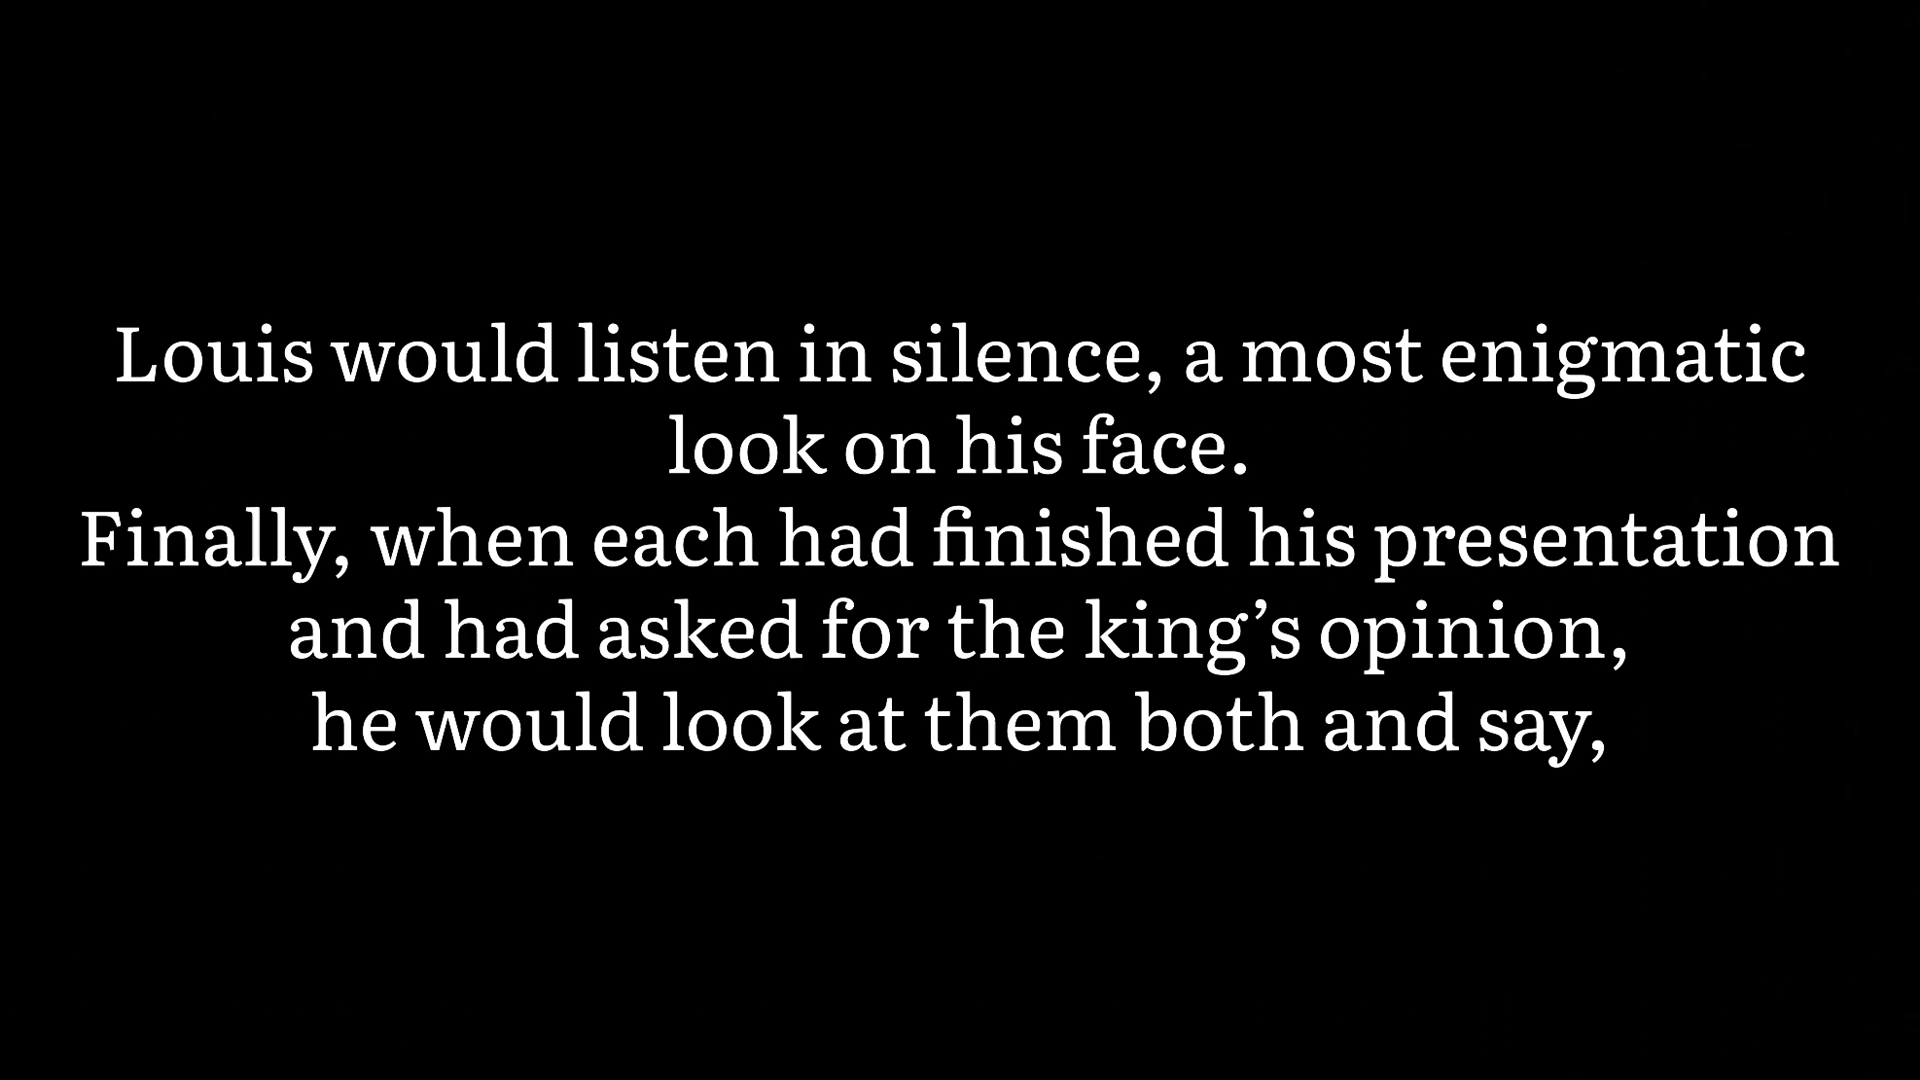 Louis would listen in silence, a most enigmatic
look on his face.
Finally, when each had finished his presentation
and had asked for the king’s opinion,
he would look at them both and say,